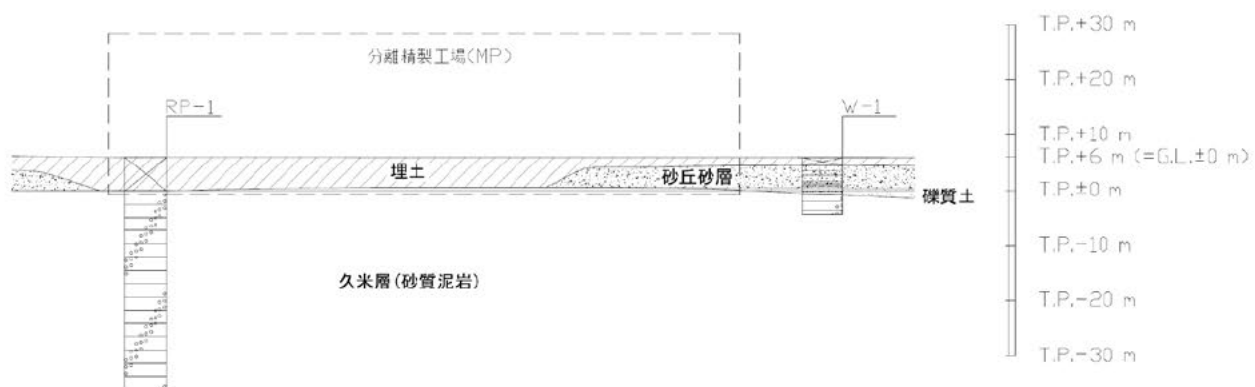 T.P.+30 m
分離精製工場(MP)
T.P.+20 m
RP-1
W-1
T.P.+10 m
T.P.+6 m (=G.L.±0 m)
埋土
砂丘砂層
T.P.±0 m
礫質土
T.P.-10 m
久米層(砂質泥岩)
T.P.-20 m
T.P.-30 m